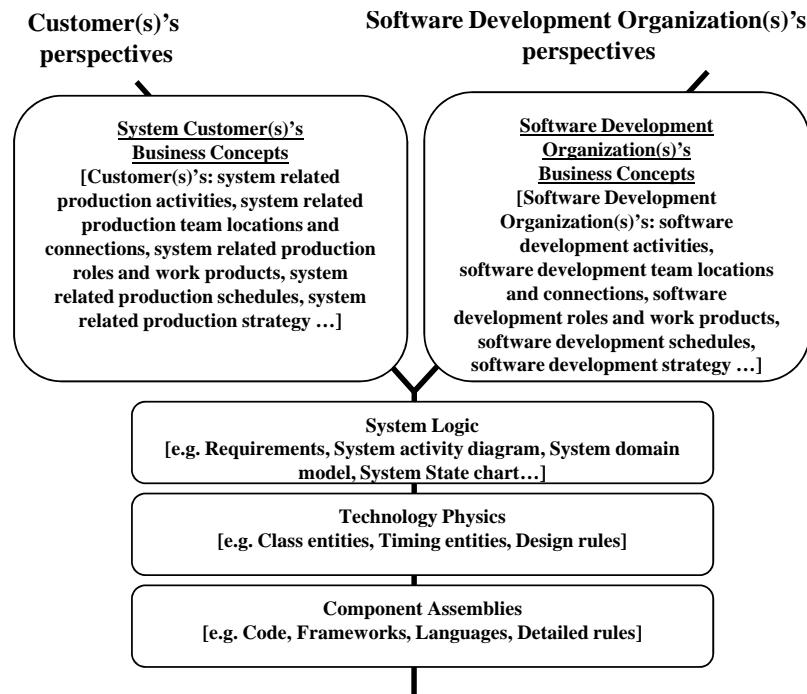 Customer(s)'s
perspectives
Software Development Organization(s)'s
perspectives
System Customer(s)'s
Business Concepts
[Customer(s)'s: system related
production activities, system related
production team locations and
connections, system related production
roles and work products, system
related production schedules, system
related production strategy …]
Software Development
Organization(s)'s
Business Concepts
[Software Development
Organization(s)'s: software
development activities,
software development team locations
and connections, software
development roles and work products,
software development schedules,
software development strategy …]
System Logic
[e.g. Requirements, System activity diagram, System domain
model, System State chart…]
Technology Physics
[e.g. Class entities, Timing entities, Design rules]
Component Assemblies
[e.g. Code, Frameworks, Languages, Detailed rules]